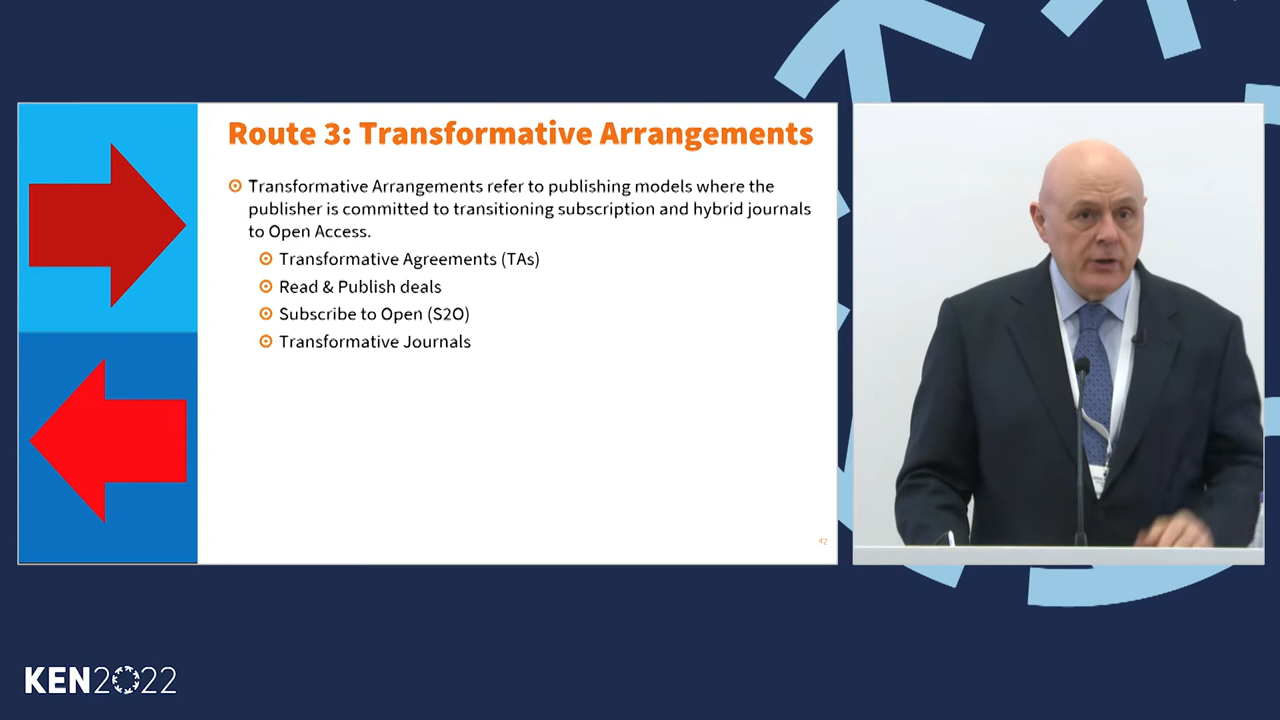 Route 3: Transformative Arrangements
Transformative Arrangements refer to publishing models where the
publisher is committed to transitioning subscription and hybrid journals
to Open Access.
Transformative Agreements (TAs)
Read & Publish deals
Subscribe to Open (S2O)
Transformative Journals
42
KEN2022